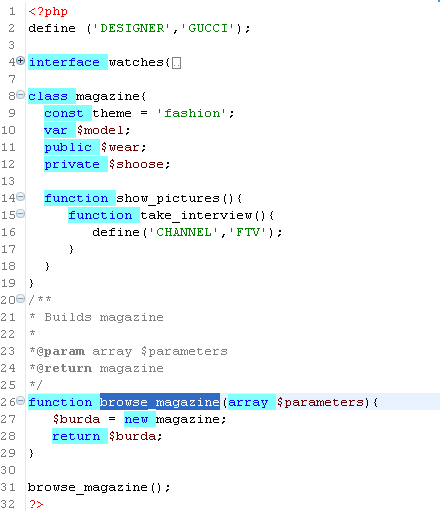 1 <?php
2 define ('DESIGNER','GUCCI');
3
4 interface watches{
7
8 class magazine{
9 const theme = 'fashion';
10 var $model;
11 public $wear;
12 private $shoose;
13
14 function show_pictures(){
15 function take_interview(){
16 define('CHANNEL','FTV');
17 }
18 }
19 }
20 /**
21 * Builds magazine
22 *
23 *@param array $parameters
24 *@return magazine
25 */
26 function browse_magazine(array $parameters){
27 $burda = new magazine;
28 return $burda;
29 }
30
31 browse_magazine();
32 ?>